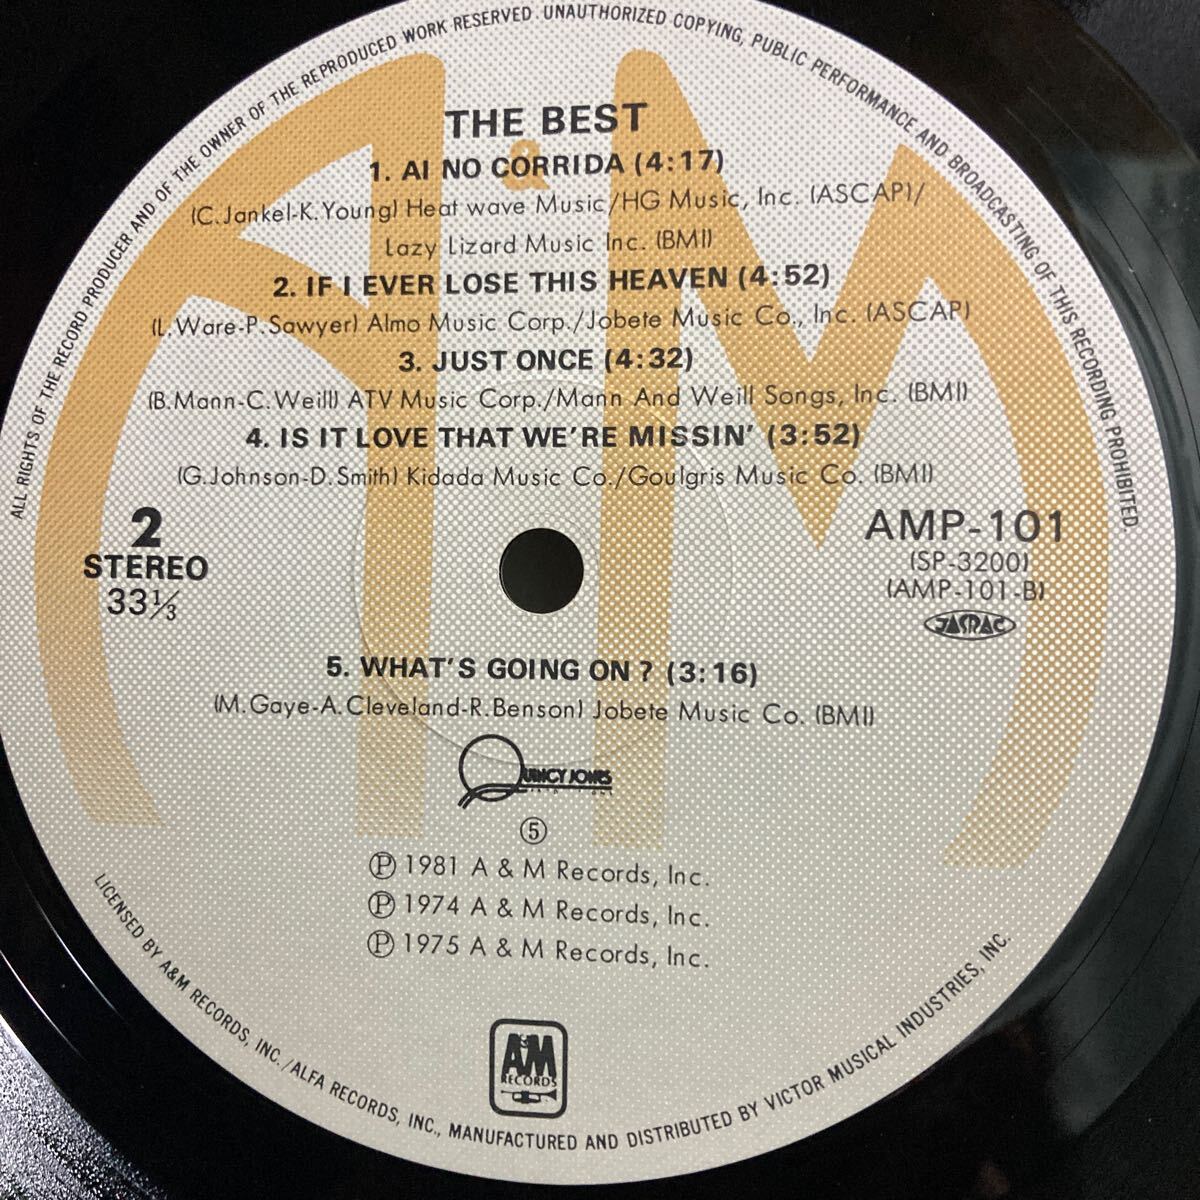 ALL RIGHTS OF THE RECORD PRODUCER AND OF THE OWNER OF THE REPRODUCED WORK RESERVED. UNAUTHORIZED COPYING, PUBLIC PERFORMANCE AND BROADCASTING OF THIS RECORDING PROHIBITED.
THE BEST
&
1. AI NO CORRIDA (4:17)
(C.Jankel-K.Young) Heat wave Music/HG Music, Inc. (ASCAP)/
Lazy Lizard Music Inc. (BMI)
2. IF I EVER LOSE THIS HEAVEN (4:52)
(L.Ware-P.Sawyer) Almo Music Corp./Jobete Music Co., Inc. (ASCAP)
3. JUST ONCE (4:32)
(B.Mann-C.Weill) ATV Music Corp./Mann And Weill Songs, Inc. (BMI)
4. IS IT LOVE THAT WE'RE MISSIN' (3:52)
(G.Johnson-D.Smith) Kidada Music Co./Goulgris Music Co. (BMI)
2
STEREO
33⅓
AMP-101
(SP-3200)
(AMP-101-B)
JASRAC
5. WHAT'S GOING ON ? (3:16)
(M.Gaye-A.Cleveland-R.Benson) Jobete Music Co. (BMI)
QUINCY JONES
⑤
Ⓟ 1981 A & M Records, Inc.
Ⓟ 1974 A & M Records, Inc.
Ⓟ 1975 A & M Records, Inc.
A&M
RECORDS
LICENSED BY A&M RECORDS, INC./ALFA RECORDS, INC., MANUFACTURED AND DISTRIBUTED BY VICTOR MUSICAL INDUSTRIES, INC.